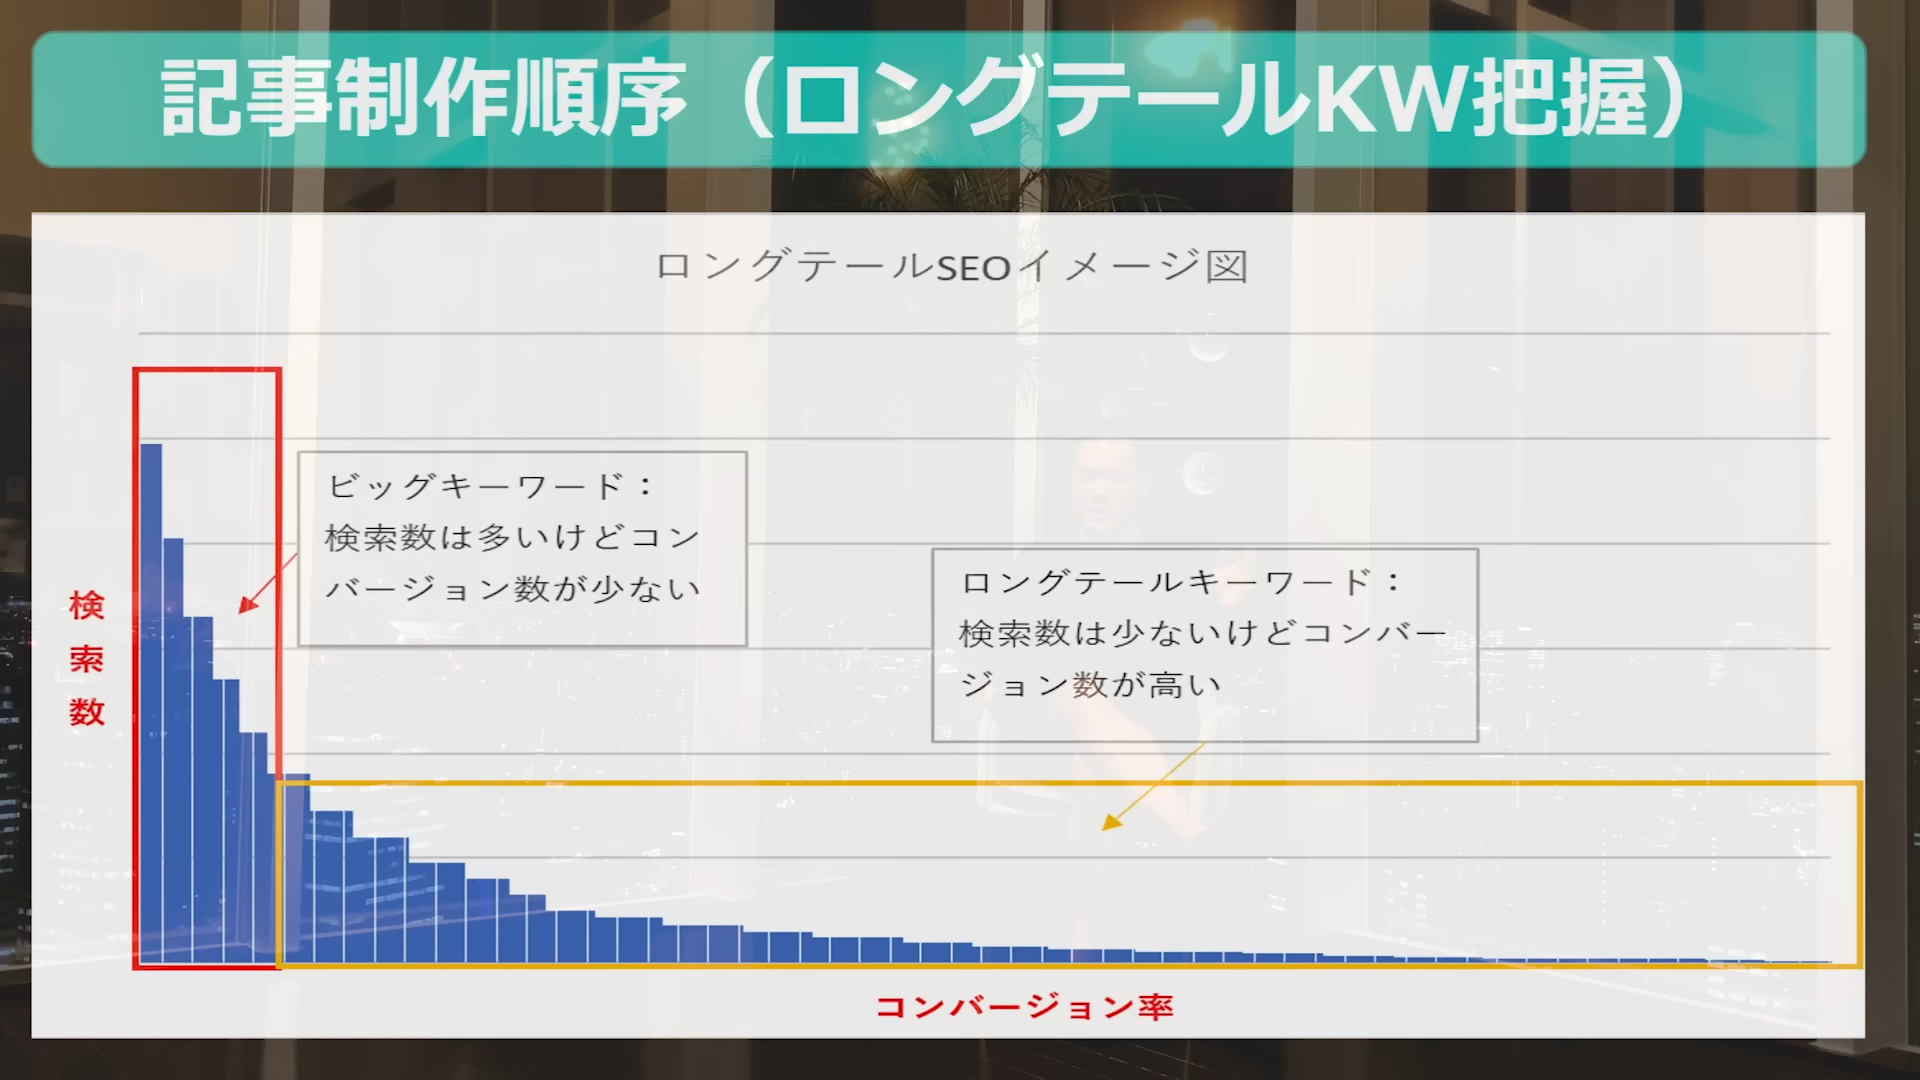 記事制作順序（ロングテールKW把握）
ロングテールSEOイメージ図
ビッグキーワード：
検索数は多いけどコン
バージョン数が少ない
ロングテールキーワード：
検索数は少ないけどコンバー
ジョン数が高い
検索数
コンバージョン率